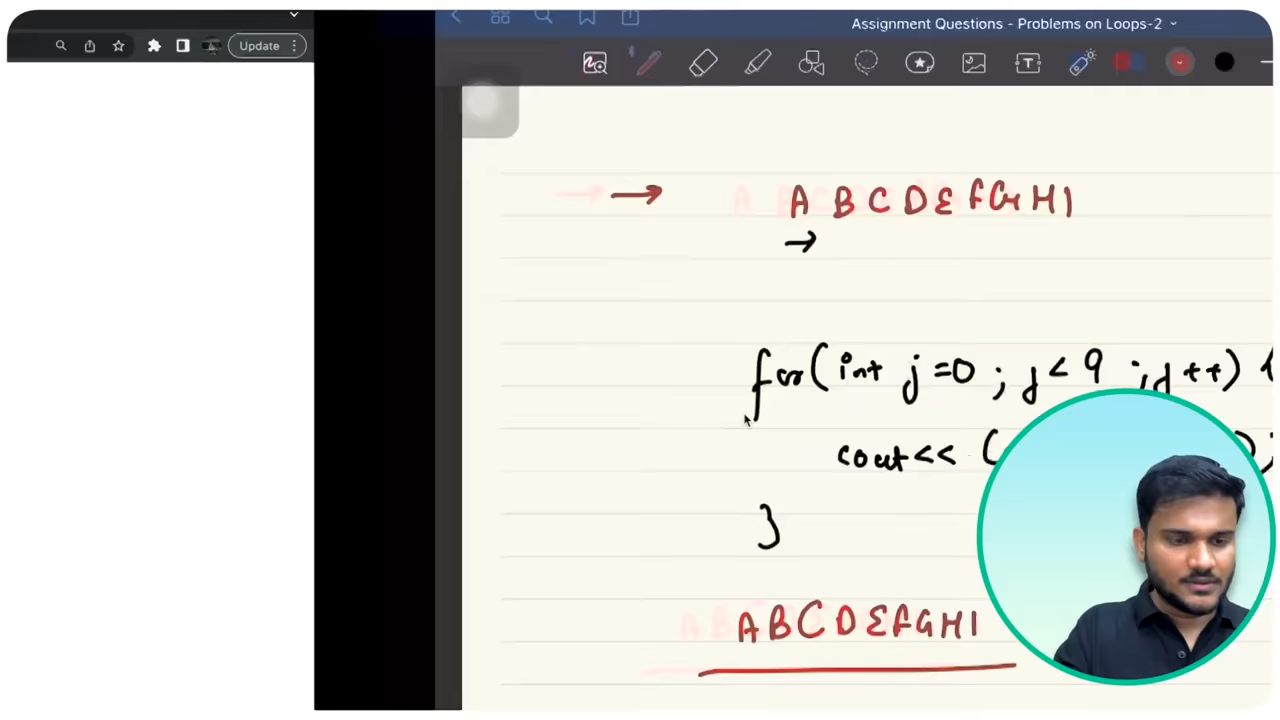 Update
Assignment Questions - Problems on Loops-2
A B C D E F G H I
for(int j=0 ; j < 9 ; j++) {
cout<< (
);
}
A B C D E F G H I